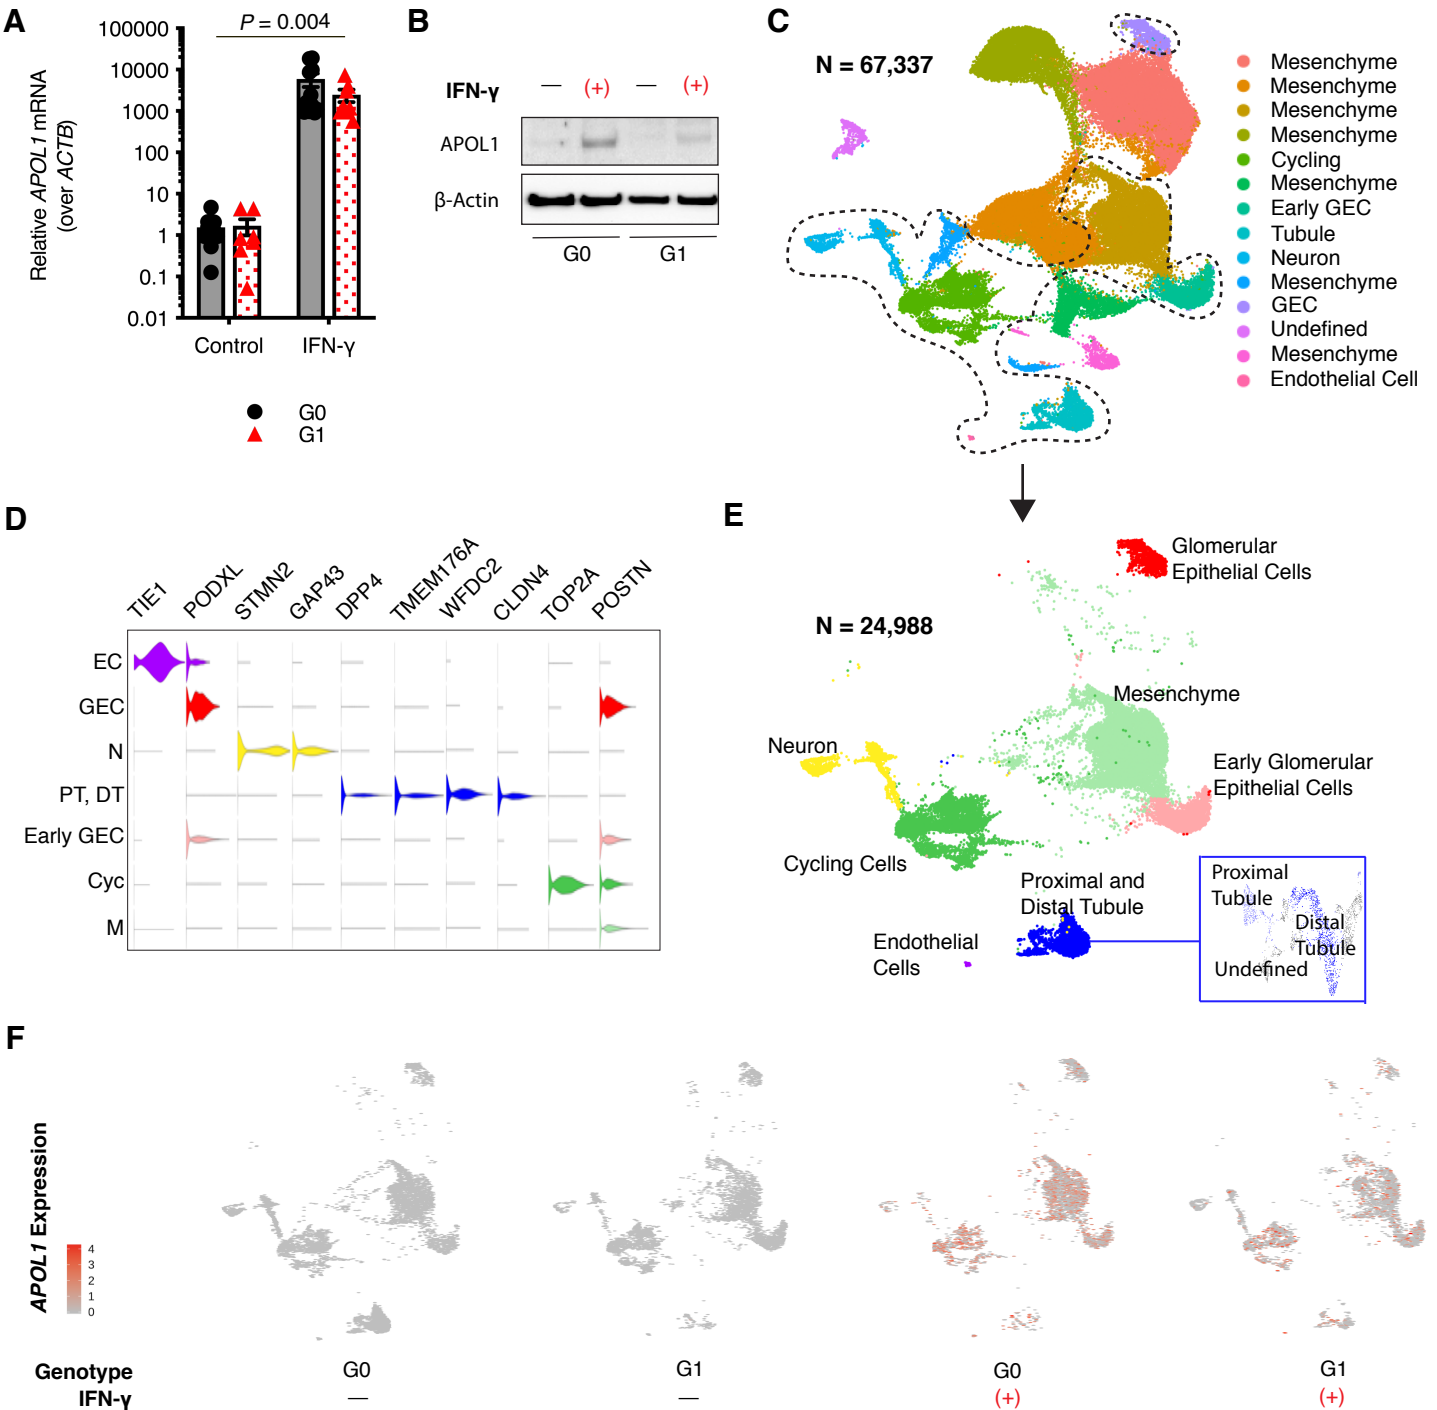 A
P = 0.004
100000
10000
1000
100
10
1
0.1
0.01
Relative APOL1 mRNA
(over ACTB)
Control
IFN-γ
G0
G1
B
IFN-γ
—
(+)
—
(+)
APOL1
β-Actin
G0
G1
C
N = 67,337
Mesenchyme
Mesenchyme
Mesenchyme
Mesenchyme
Cycling
Mesenchyme
Early GEC
Tubule
Neuron
Mesenchyme
GEC
Undefined
Mesenchyme
Endothelial Cell
D
TIE1
PODXL
STMN2
GAP43
DPP4
TMEM176A
WFDC2
CLDN4
TOP2A
POSTN
EC
GEC
N
PT, DT
Early GEC
Cyc
M
E
N = 24,988
Glomerular
Epithelial Cells
Mesenchyme
Neuron
Early Glomerular
Epithelial Cells
Cycling Cells
Proximal and
Distal Tubule
Endothelial
Cells
Proximal
Tubule
Distal
Tubule
Undefined
F
APOL1 Expression
4
3
2
1
0
Genotype
G0
G1
G0
G1
IFN-γ
—
—
(+)
(+)